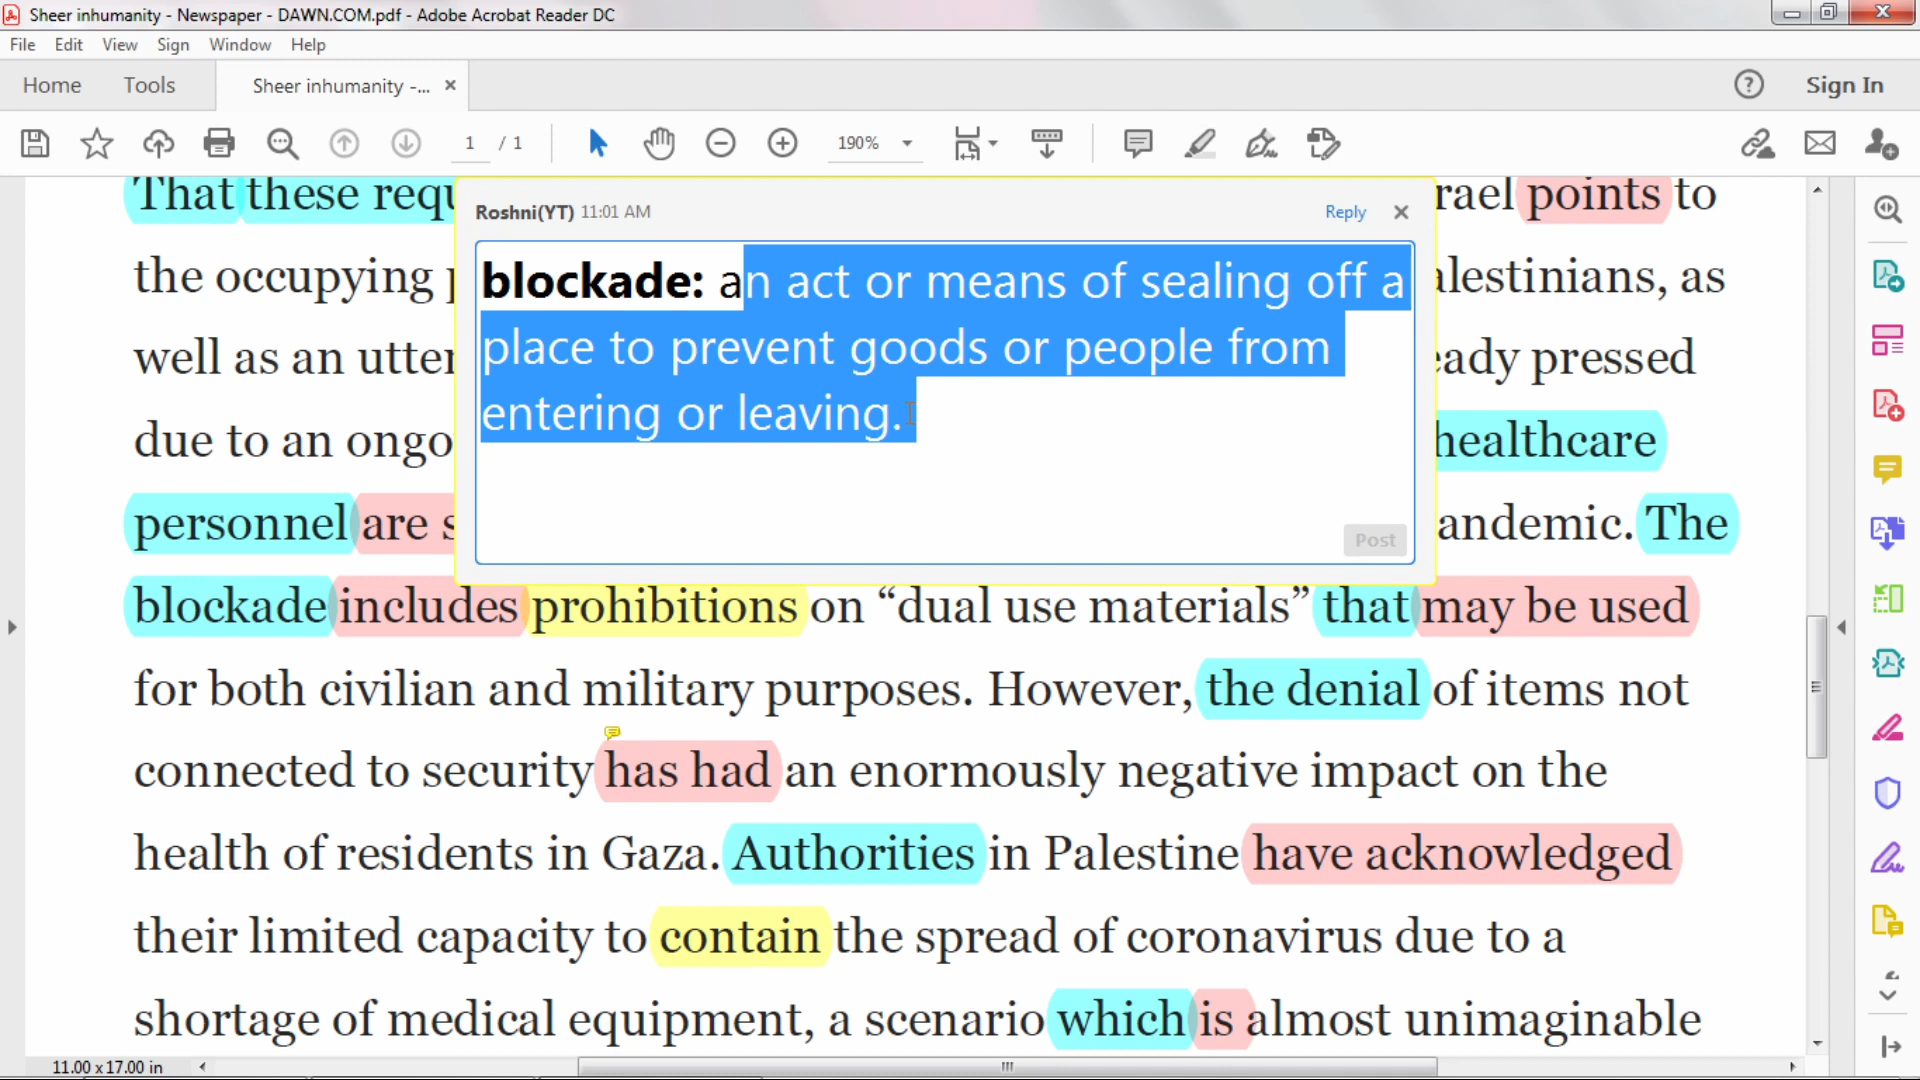 Sheer inhumanity - Newspaper - DAWN.COM.pdf - Adobe Acrobat Reader DC
File Edit View Sign Window Help
Home Tools Sheer inhumanity -... Sign In
1 / 1 190%
That these requ
rael points to
Roshni(YT) 11:01 AM Reply
blockade: an act or means of sealing off a
place to prevent goods or people from
entering or leaving.
Post
the occupying p
alestinians, as
well as an utter
eady pressed
due to an ongo
healthcare
personnel are s
andemic. The
blockade includes prohibitions on “dual use materials” that may be used
for both civilian and military purposes. However, the denial of items not
connected to security has had an enormously negative impact on the
health of residents in Gaza. Authorities in Palestine have acknowledged
their limited capacity to contain the spread of coronavirus due to a
shortage of medical equipment, a scenario which is almost unimaginable
11.00 x 17.00 in